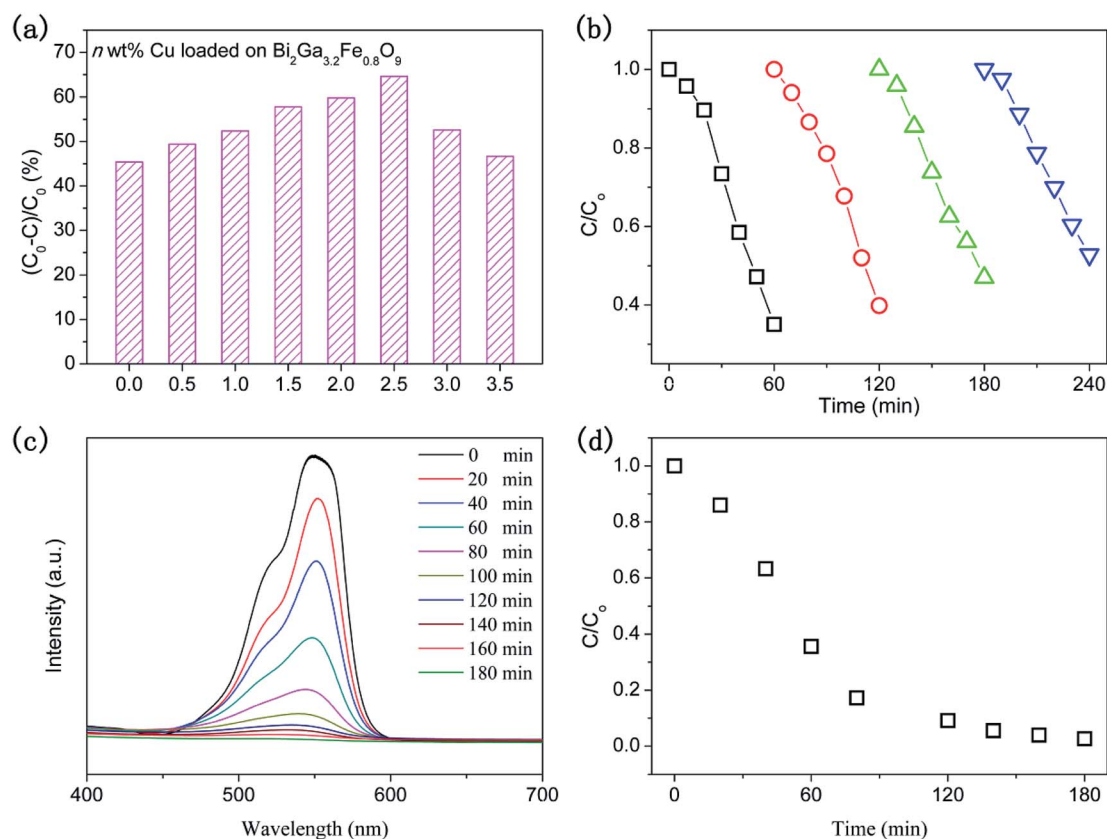 (a)
n wt% Cu loaded on Bi₂Ga₃.₂Fe₀.₈O₉
(C₀-C)/C₀ (%)
70
60
50
40
30
20
10
0
0.0 0.5 1.0 1.5 2.0 2.5 3.0 3.5
(b)
C/Cₒ
1.0
0.8
0.6
0.4
0 60 120 180 240
Time (min)
(c)
Intensity (a.u.)
0 min
20 min
40 min
60 min
80 min
100 min
120 min
140 min
160 min
180 min
400 500 600 700
Wavelength (nm)
(d)
C/Cₒ
1.0
0.8
0.6
0.4
0.2
0.0
0 60 120 180
Time (min)